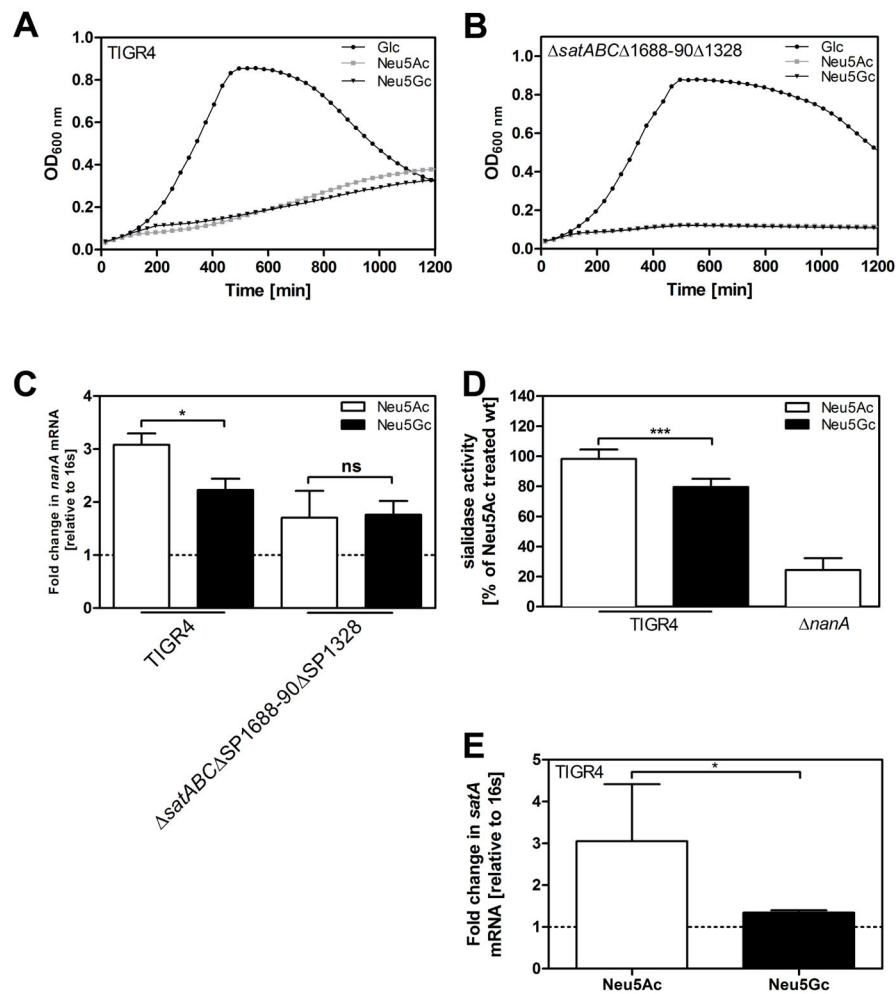 A
TIGR4
Glc
Neu5Ac
Neu5Gc
OD600 nm
1.0
0.8
0.6
0.4
0.2
0.0
0 200 400 600 800 1000 1200
Time [min]
B
ΔsatABCΔ1688-90Δ1328
Glc
Neu5Ac
Neu5Gc
OD600 nm
1.0
0.8
0.6
0.4
0.2
0.0
0 200 400 600 800 1000 1200
Time [min]
C
Neu5Ac
Neu5Gc
*
ns
Fold change in nanA mRNA
[relative to 16s]
4
3
2
1
0
TIGR4
ΔsatABCΔSP1688-90ΔSP1328
D
Neu5Ac
Neu5Gc
***
sialidase activity
[% of Neu5Ac treated wt]
140
120
100
80
60
40
20
0
TIGR4
ΔnanA
E
TIGR4
*
Fold change in satA
mRNA [relative to 16s]
5
4
3
2
1
0
Neu5Ac Neu5Gc